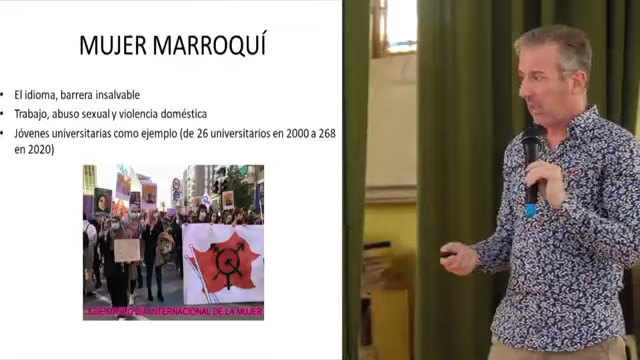 MUJER MARROQUÍ
• El idioma, barrera insalvable
• Trabajo, abuso sexual y violencia doméstica
• Jóvenes universitarias como ejemplo (de 26 universitarios en 2000 a 268
en 2020)
INTERNACIONAL DE LA MUJER